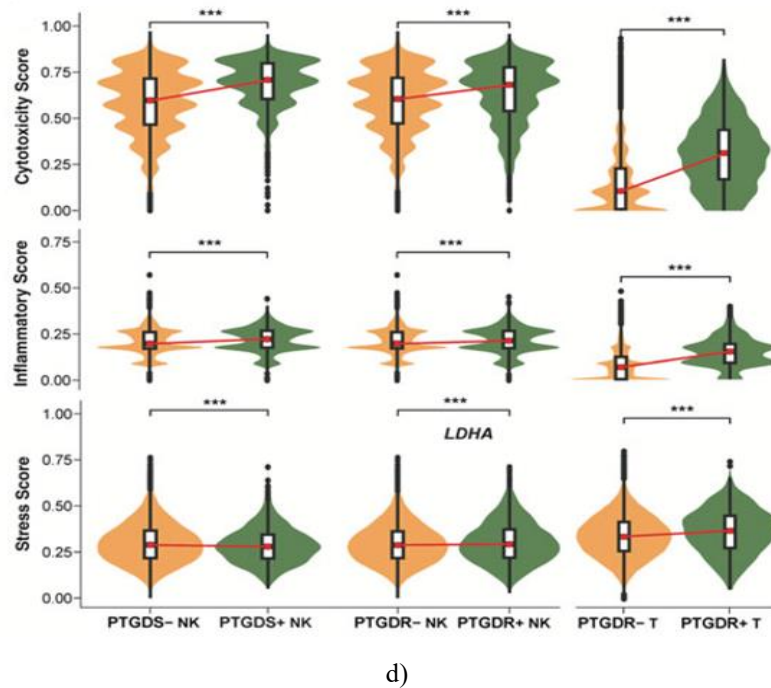 *** *** ***
Cytotoxicity Score
1.00
0.75
0.50
0.25
0.00
*** *** ***
Inflammatory Score
0.75
0.50
0.25
0.00
*** *** ***
LDHA
Stress Score
1.00
0.75
0.50
0.25
0.00
PTGDS− NK PTGDS+ NK PTGDR− NK PTGDR+ NK PTGDR− T PTGDR+ T
d)